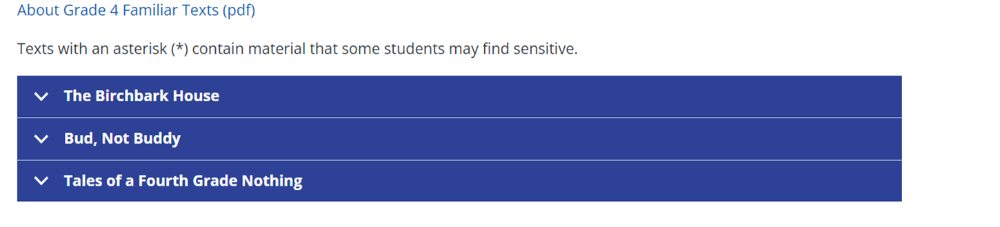 About Grade 4 Familiar Texts (pdf)
Texts with an asterisk (*) contain material that some students may find sensitive.
The Birchbark House
Bud, Not Buddy
Tales of a Fourth Grade Nothing